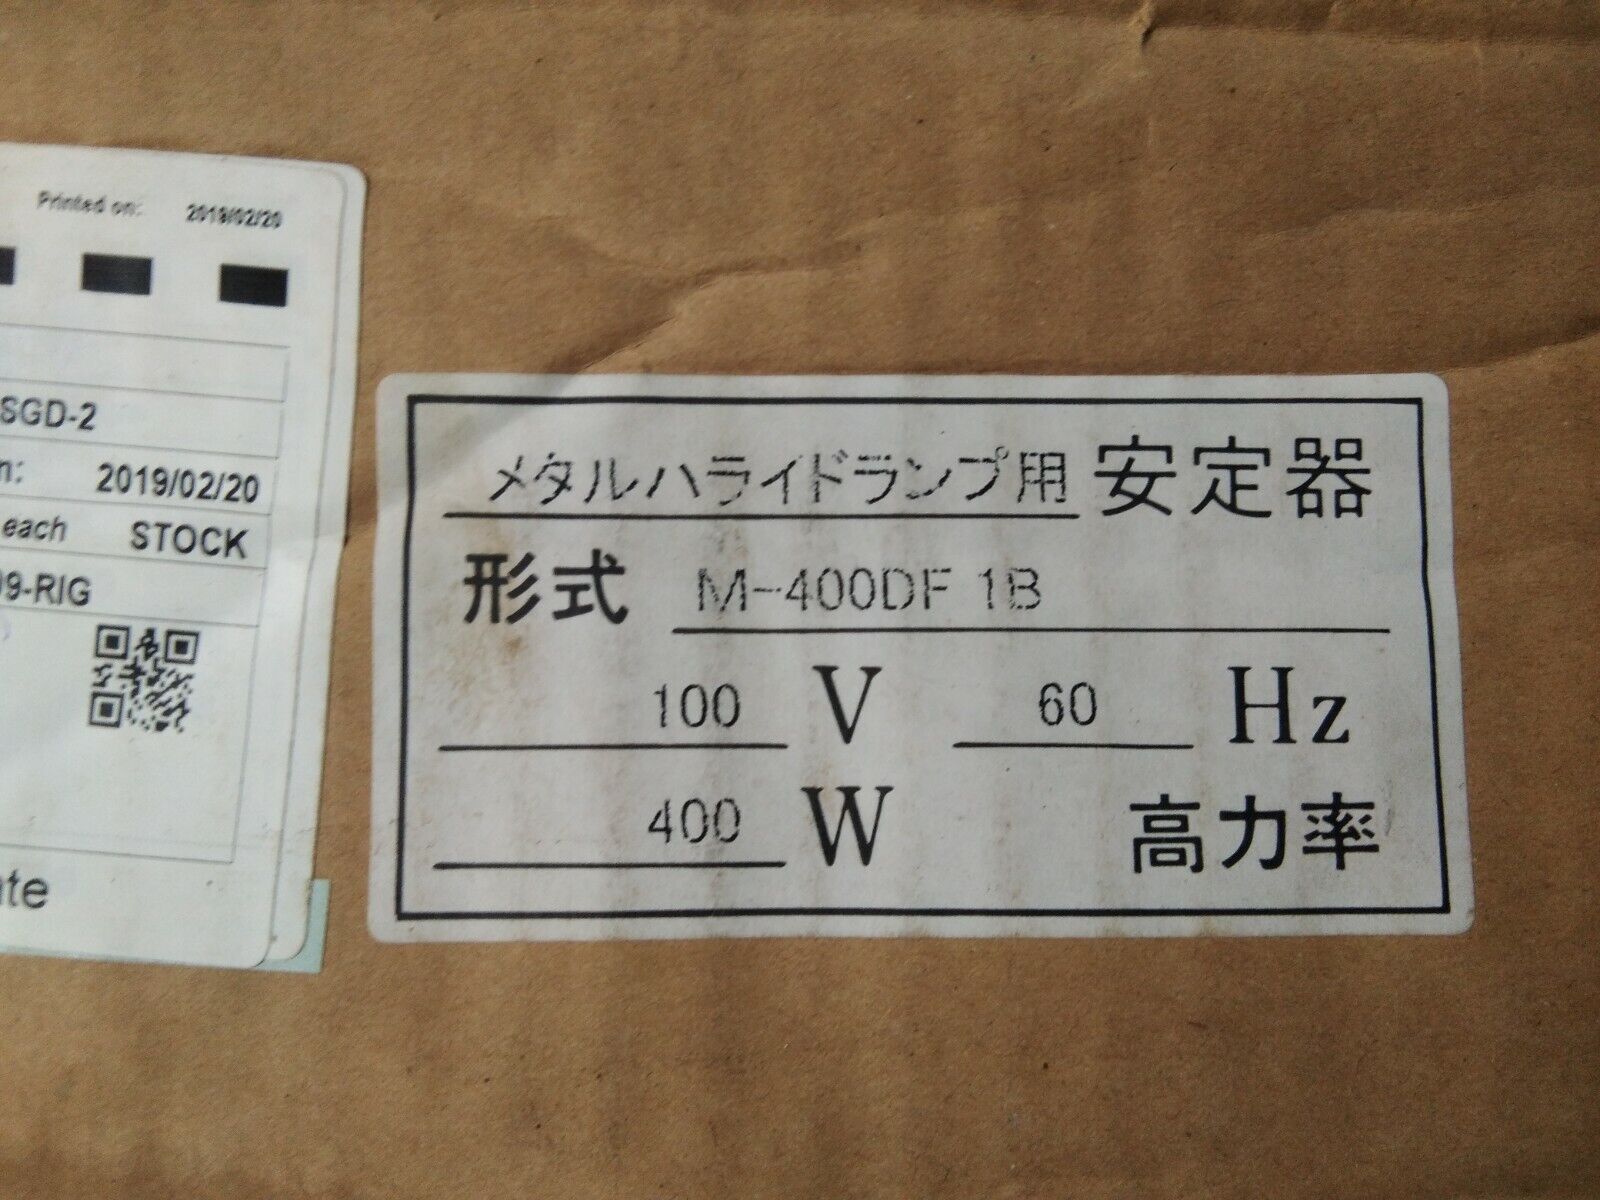 Printed on: 2019/02/20
SGD-2
n: 2019/02/20
each STOCK
09-RIG
ate
メタルハライドランプ用 安定器
形式 M-400DF 1B
100 V 60 Hz
400 W 高力率